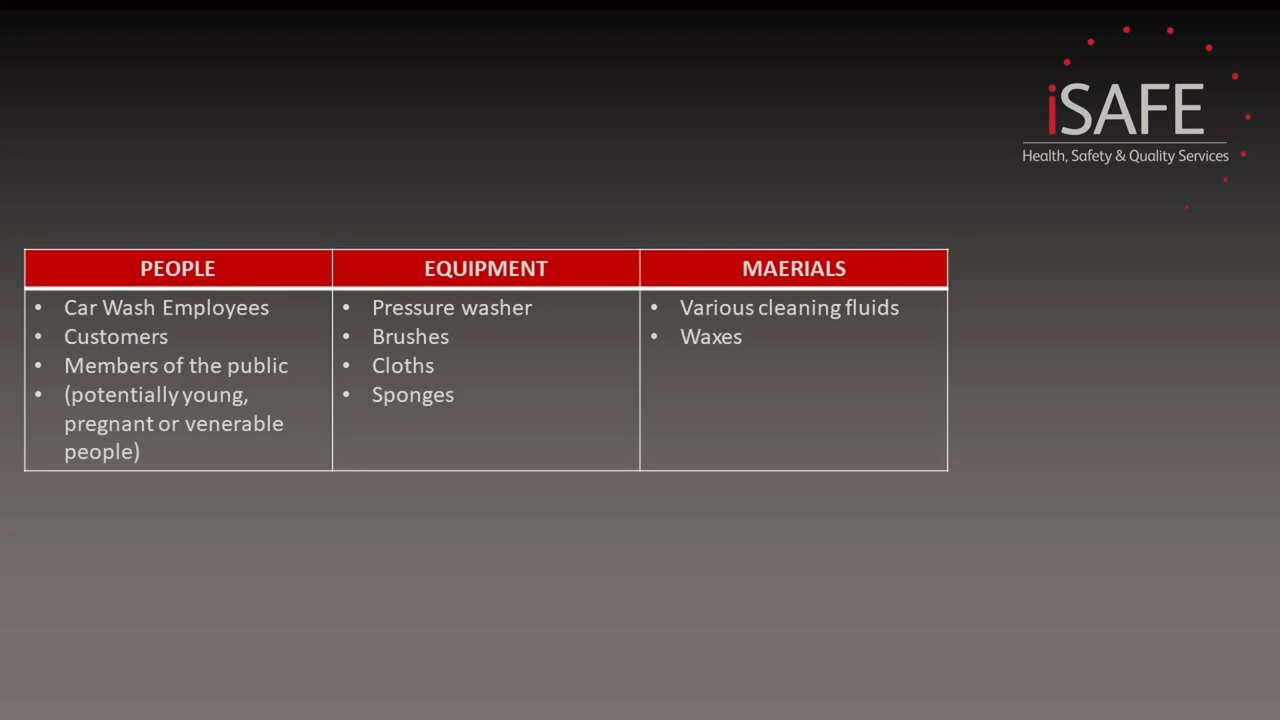 iSAFE
Health, Safety & Quality Services
PEOPLE
EQUIPMENT
MAERIALS
• Car Wash Employees
• Customers
• Members of the public
• (potentially young,
pregnant or venerable
people)
• Pressure washer
• Brushes
• Cloths
• Sponges
• Various cleaning fluids
• Waxes